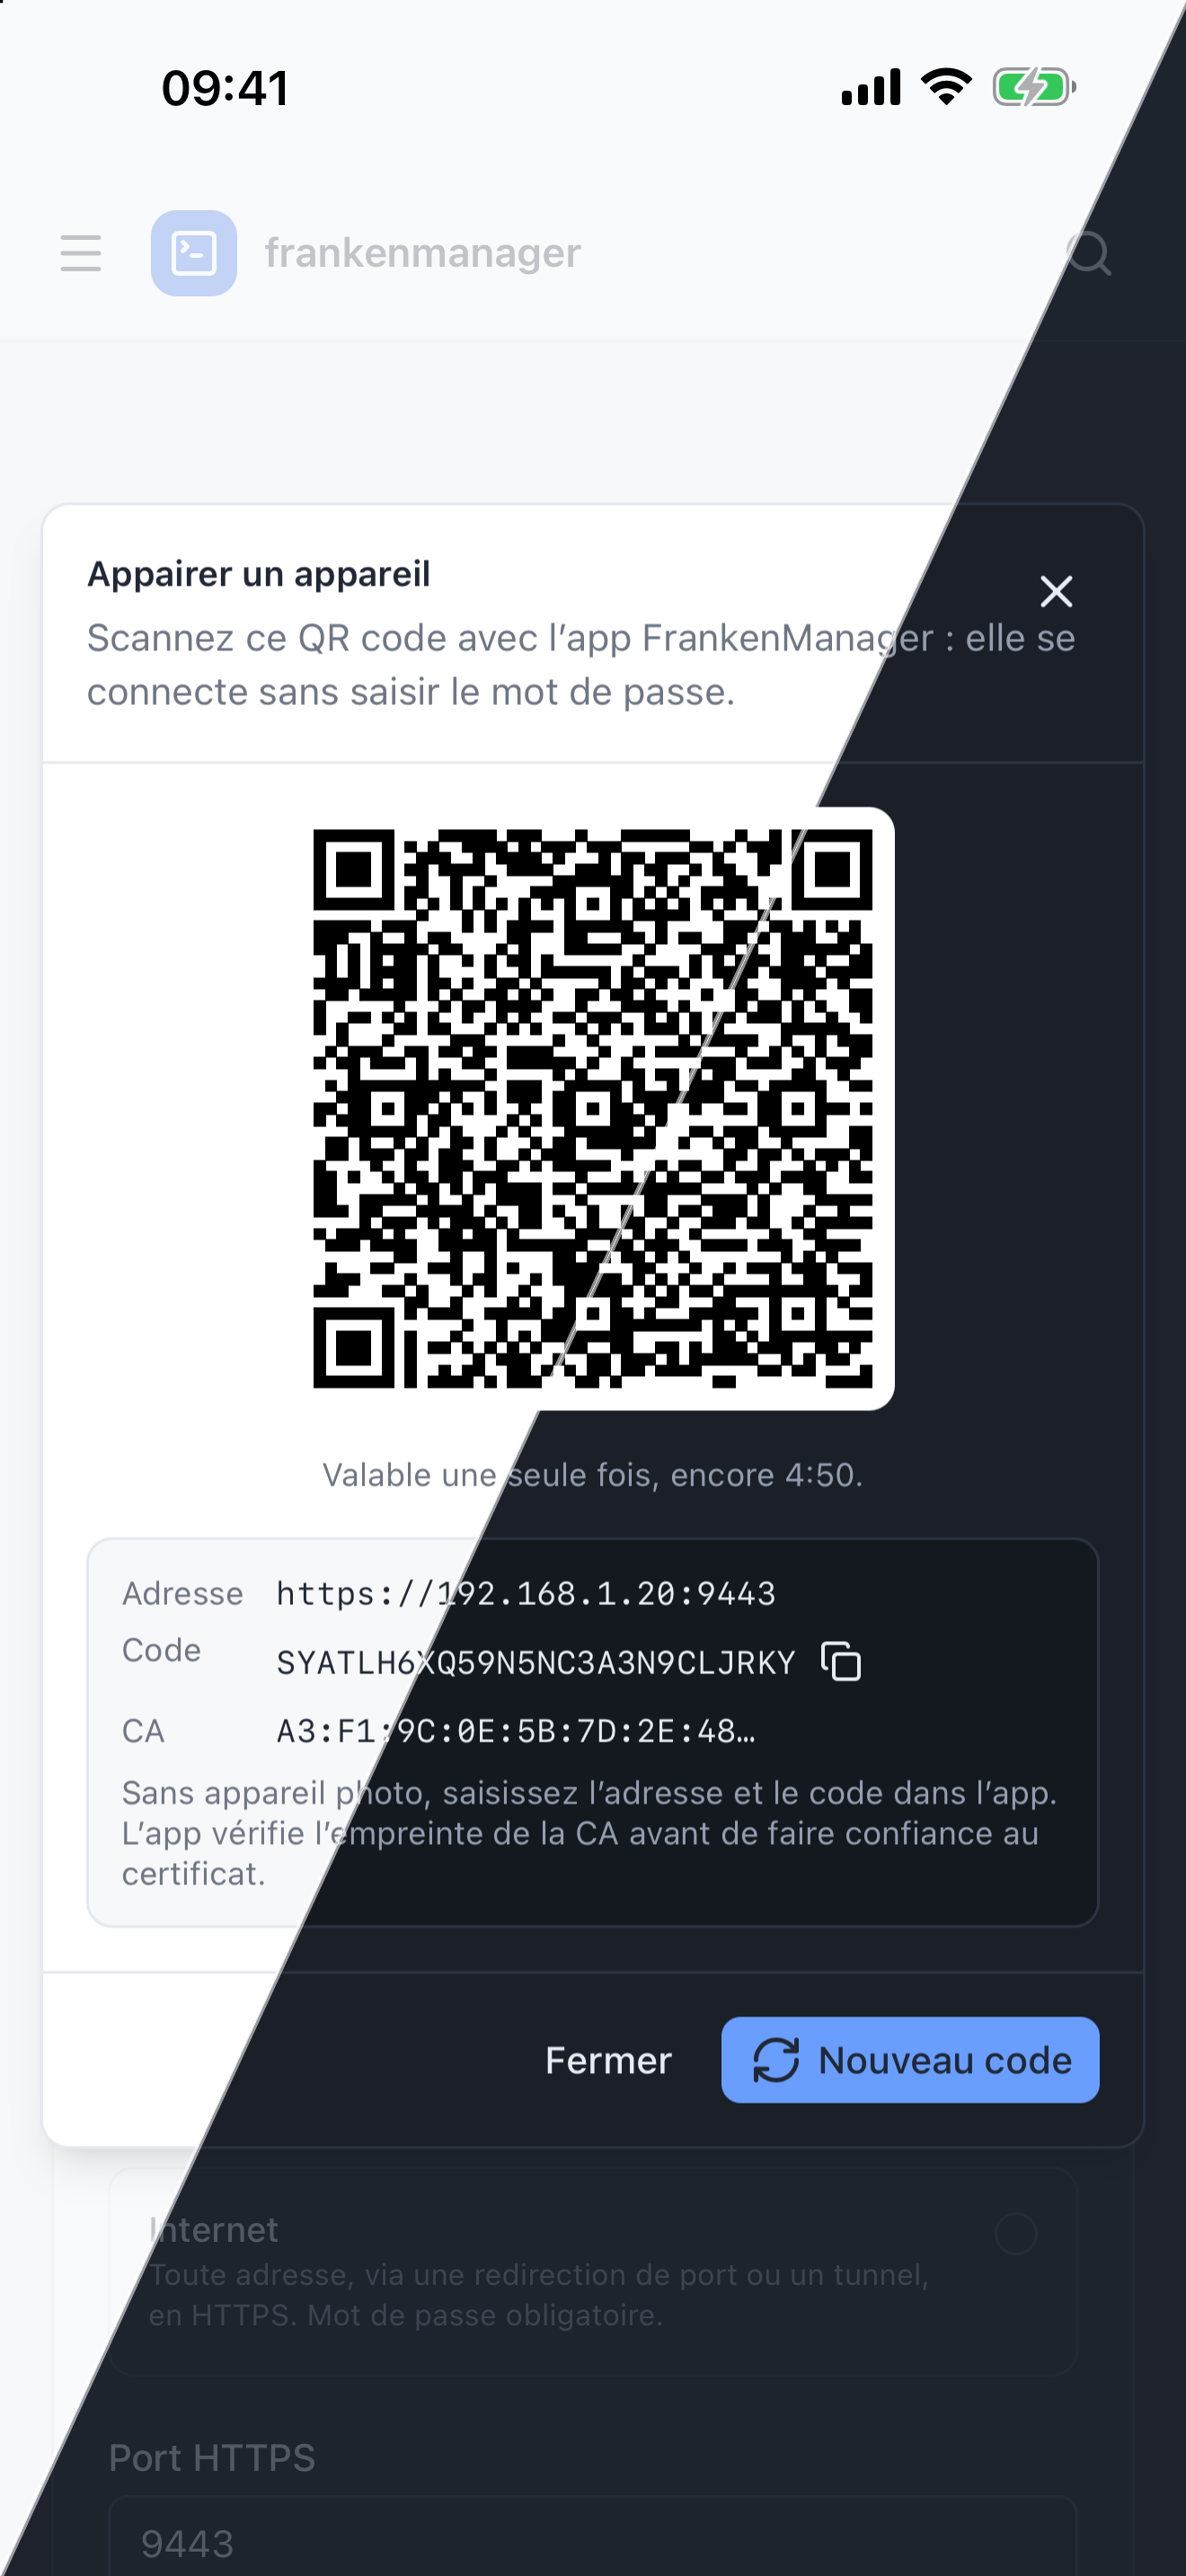 09:41
frankenmanager
Appairer un appareil
Scannez ce QR code avec l’app FrankenManager : elle se
connecte sans saisir le mot de passe.
Valable une seule fois, encore 4:50.
Adresse https://192.168.1.20:9443
Code SYATLH6XQ59N5NC3A3N9CLJRKY
CA A3:F1:9C:0E:5B:7D:2E:48…
Sans appareil photo, saisissez l’adresse et le code dans l’app.
L’app vérifie l’empreinte de la CA avant de faire confiance au
certificat.
Fermer Nouveau code
Internet
Toute adresse, via une redirection de port ou un tunnel,
en HTTPS. Mot de passe obligatoire.
Port HTTPS
9443